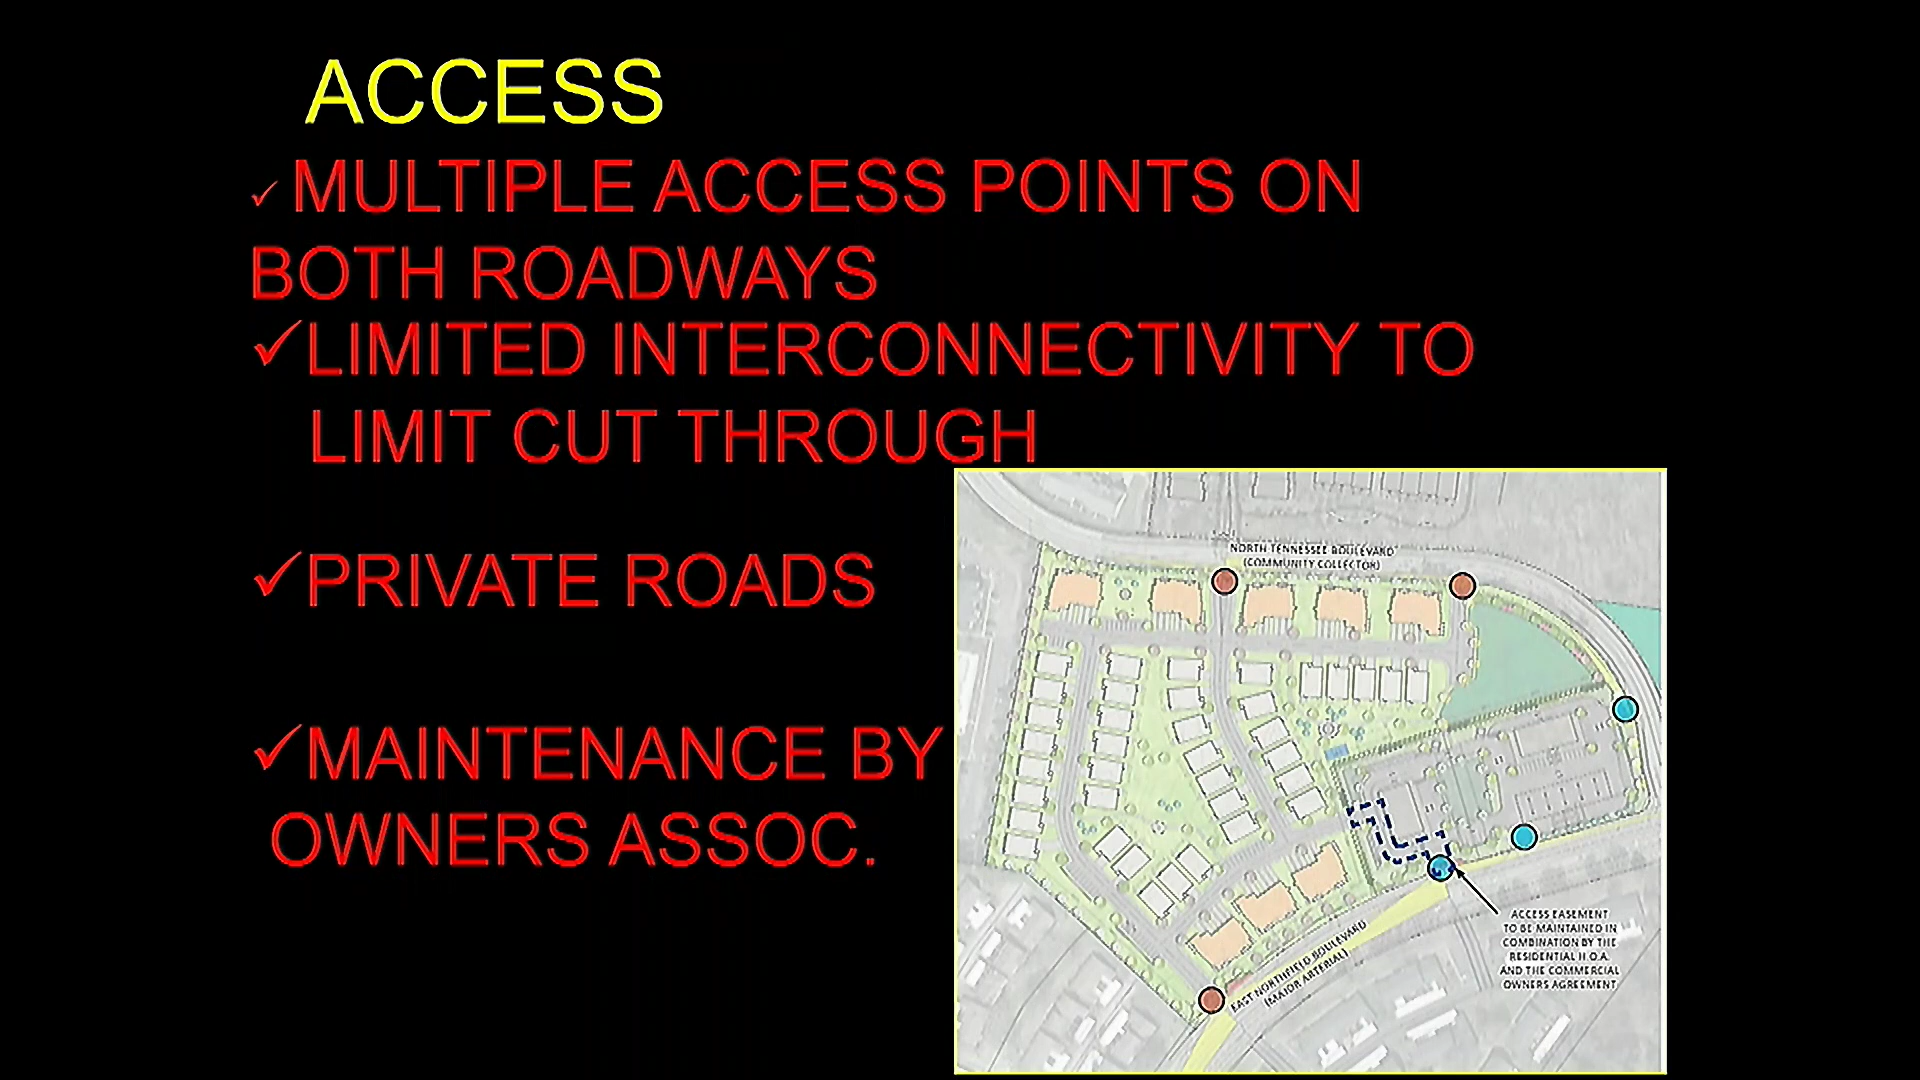 ACCESS
✓ MULTIPLE ACCESS POINTS ON
BOTH ROADWAYS
✓ LIMITED INTERCONNECTIVITY TO
LIMIT CUT THROUGH
✓ PRIVATE ROADS
✓ MAINTENANCE BY
OWNERS ASSOC.
NORTH TENNESSEE BOULEVARD
(COMMUNITY COLLECTOR)
EAST NORTHFIELD BOULEVARD
(MAJOR ARTERIAL)
ACCESS EASEMENT
TO BE MAINTAINED IN
COMBINATION BY THE
RESIDENTIAL H.O.A.
AND THE COMMERCIAL
OWNERS AGREEMENT